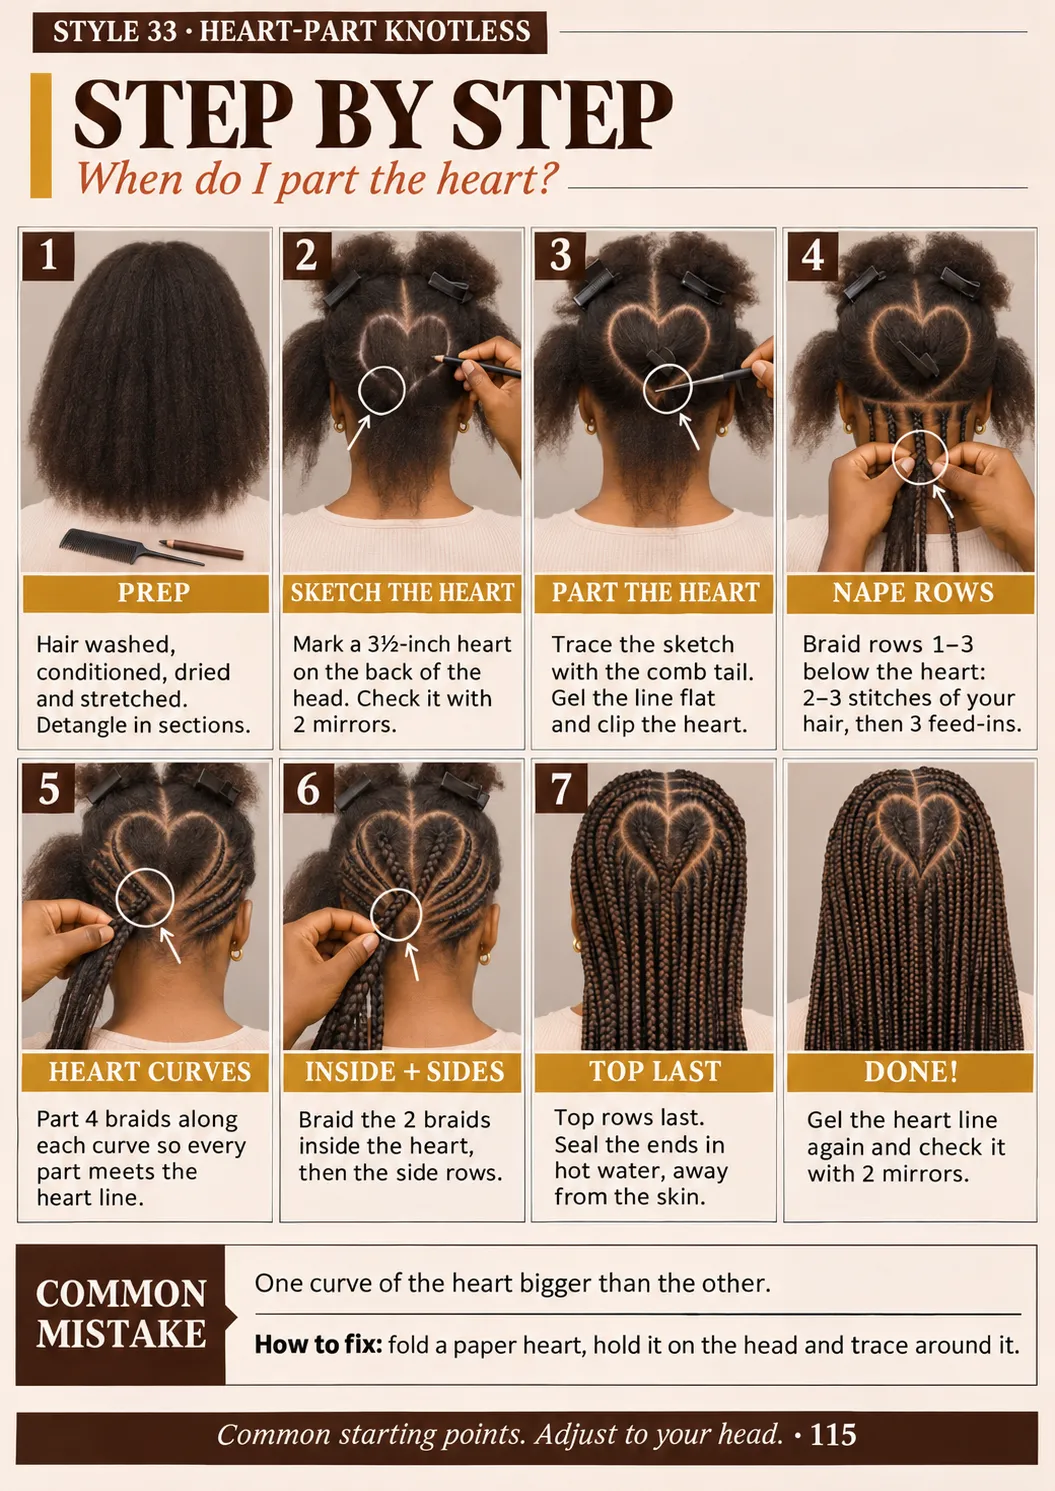 STYLE 33 · HEART-PART KNOTLESS
STEP BY STEP
When do I part the heart?
1
PREP
Hair washed,
conditioned, dried
and stretched.
Detangle in sections.
2
SKETCH THE HEART
Mark a 3½-inch heart
on the back of the
head. Check it with
2 mirrors.
3
PART THE HEART
Trace the sketch
with the comb tail.
Gel the line flat
and clip the heart.
4
NAPE ROWS
Braid rows 1–3
below the heart:
2–3 stitches of your
hair, then 3 feed-ins.
5
HEART CURVES
Part 4 braids along
each curve so every
part meets the
heart line.
6
INSIDE + SIDES
Braid the 2 braids
inside the heart,
then the side rows.
7
TOP LAST
Top rows last.
Seal the ends in
hot water, away
from the skin.
DONE!
Gel the heart line
again and check it
with 2 mirrors.
COMMON
MISTAKE
One curve of the heart bigger than the other.
How to fix: fold a paper heart, hold it on the head and trace around it.
Common starting points. Adjust to your head. · 115